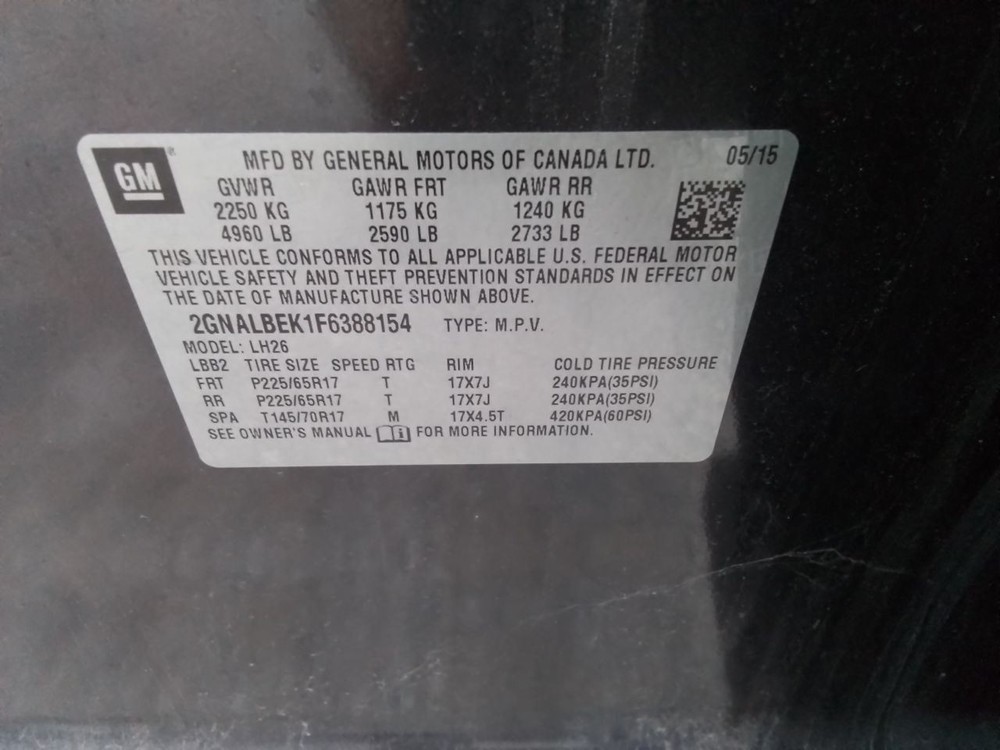 GM® MFD BY GENERAL MOTORS OF CANADA LTD. 05/15
GVWR GAWR FRT GAWR RR
2250 KG 1175 KG 1240 KG
4960 LB 2590 LB 2733 LB
THIS VEHICLE CONFORMS TO ALL APPLICABLE U.S. FEDERAL MOTOR
VEHICLE SAFETY AND THEFT PREVENTION STANDARDS IN EFFECT ON
THE DATE OF MANUFACTURE SHOWN ABOVE.
2GNALBEK1F6388154 TYPE: M.P.V.
MODEL: LH26
LBB2 TIRE SIZE SPEED RTG RIM COLD TIRE PRESSURE
FRT P225/65R17 T 17X7J 240KPA(35PSI)
RR P225/65R17 T 17X7J 240KPA(35PSI)
SPA T145/70R17 M 17X4.5T 420KPA(60PSI)
SEE OWNER'S MANUAL i FOR MORE INFORMATION.